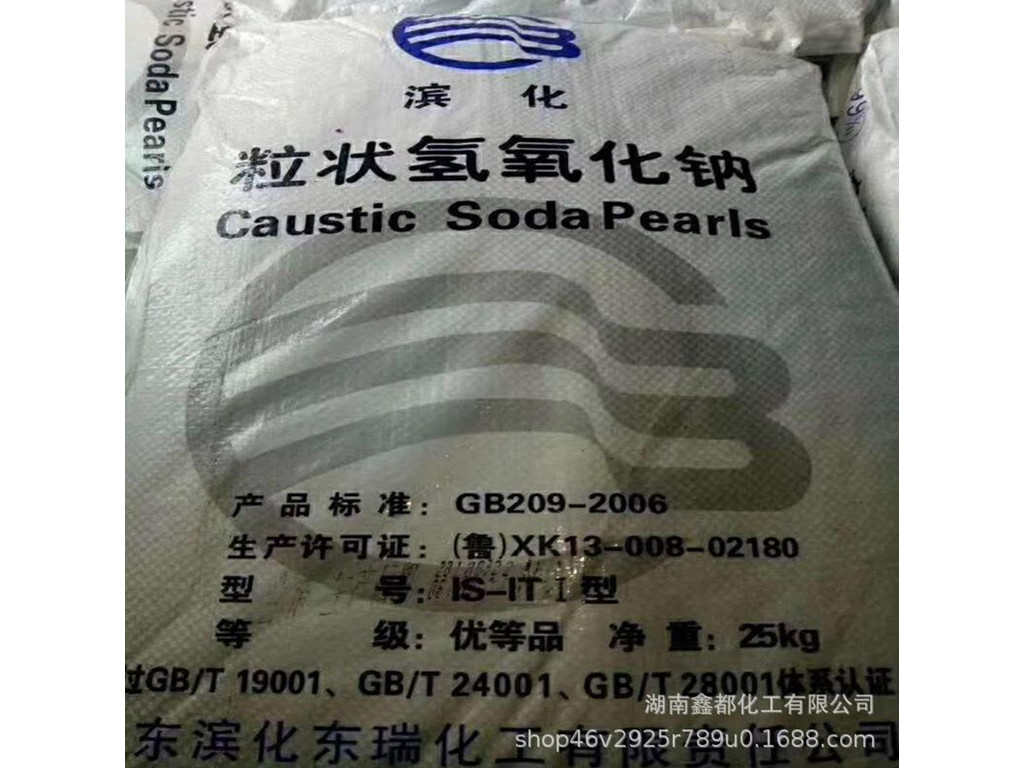 滨 化
粒状氢氧化钠
Caustic Soda Pearls
产品标准：GB209-2006
生产许可证：(鲁)XK13-008-02180
型 号：IS-IT I 型
等 级：优等品 净重：25kg
过GB/T 19001、GB/T 24001、GB/T 28001体系认证
东滨化东瑞化工有限责任公司
湖南鑫都化工有限公司
shop46v2925r789u0.1688.com
Soda Pearls